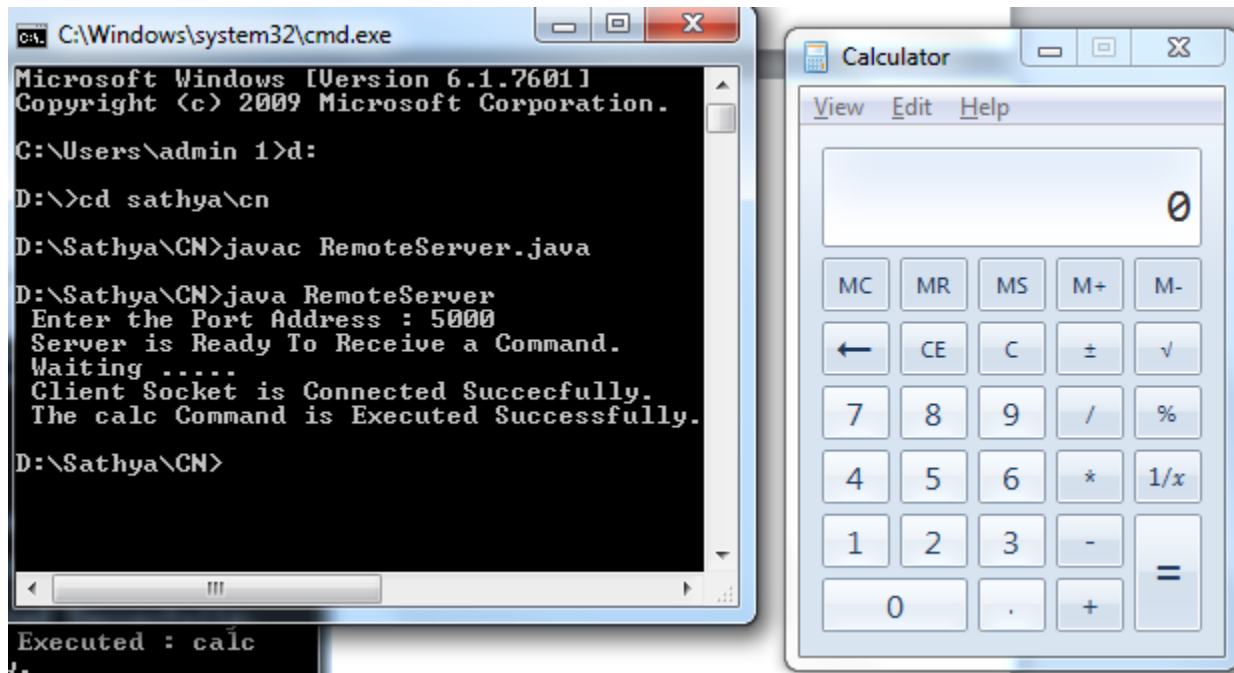 C:\Windows\system32\cmd.exe
Microsoft Windows [Version 6.1.7601]
Copyright (c) 2009 Microsoft Corporation.
C:\Users\admin 1>d:
D:\>cd sathya\cn
D:\Sathya\CN>javac RemoteServer.java
D:\Sathya\CN>java RemoteServer
Enter the Port Address : 5000
Server is Ready To Receive a Command.
Waiting .....
Client Socket is Connected Succecfully.
The calc Command is Executed Successfully.
D:\Sathya\CN>
Executed : calc
Calculator
View Edit Help
0
MC MR MS M+ M-
← CE C ± √
7 8 9 / %
4 5 6 * 1/x
1 2 3 - =
0 . +